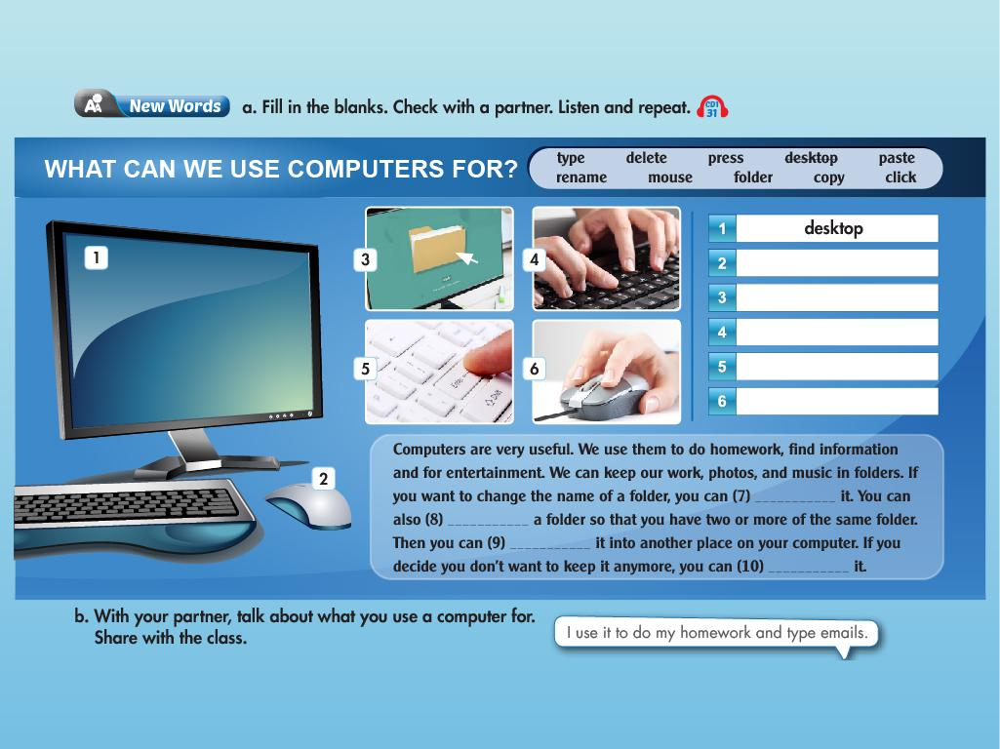 New Words
a. Fill in the blanks. Check with a partner. Listen and repeat.
CD1
31
WHAT CAN WE USE COMPUTERS FOR?
type delete press desktop paste
rename mouse folder copy click
1
2
3
4
5
6
1 desktop
2
3
4
5
6
Enter
Shift
Computers are very useful. We use them to do homework, find information
and for entertainment. We can keep our work, photos, and music in folders. If
you want to change the name of a folder, you can (7) __________ it. You can
also (8) __________ a folder so that you have two or more of the same folder.
Then you can (9) __________ it into another place on your computer. If you
decide you don't want to keep it anymore, you can (10) __________ it.
b. With your partner, talk about what you use a computer for.
Share with the class.
I use it to do my homework and type emails.